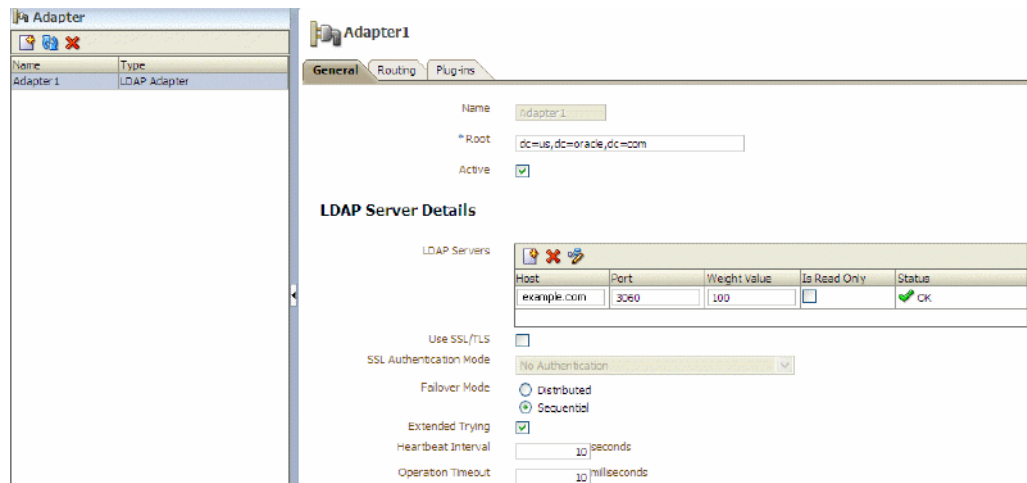 Adapter
Name Type
Adapter1 LDAP Adapter
Adapter1
General Routing Plug-ins
Name Adapter1
*Root dc=us,dc=oracle,dc=com
Active
LDAP Server Details
LDAP Servers
Host Port Weight Value Is Read Only Status
example.com 3060 100 OK
Use SSL/TLS
SSL Authentication Mode No Authentication
Failover Mode Distributed
Sequential
Extended Trying
Heartbeat Interval 10 seconds
Operation Timeout 10 milliseconds